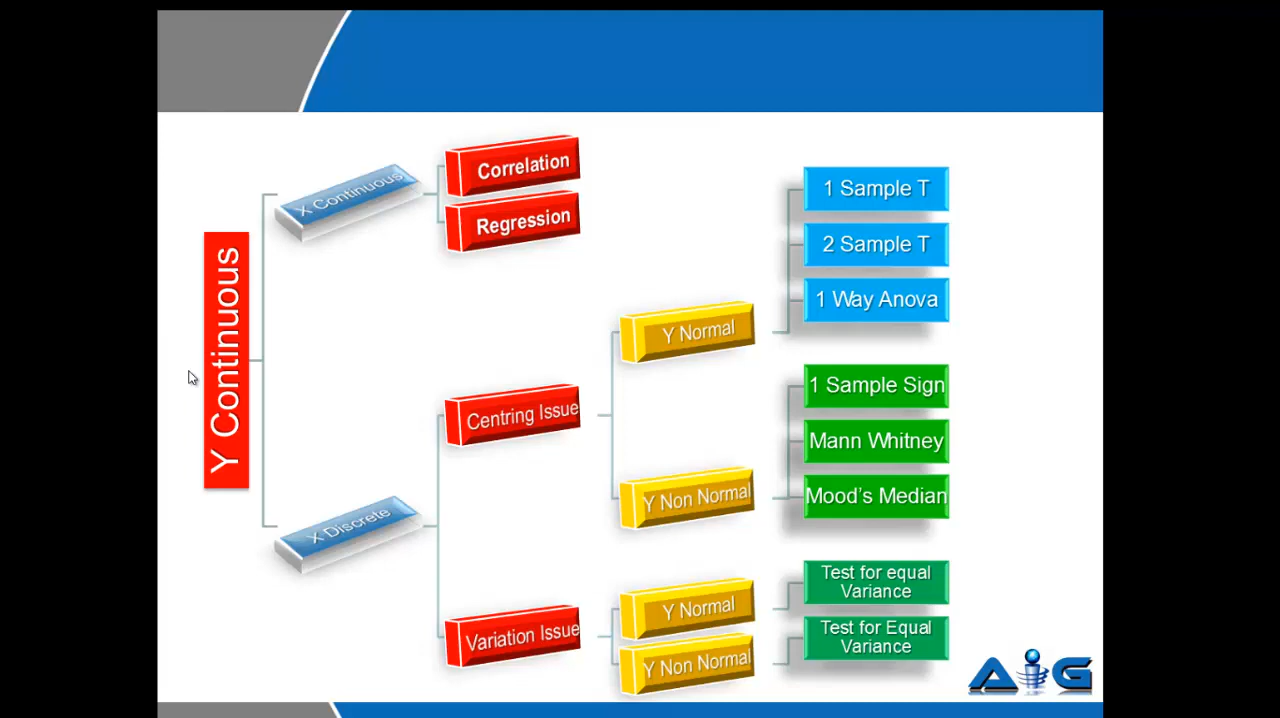 Y Continuous
X Continuous
Correlation
Regression
X Discrete
Centring Issue
Y Normal
1 Sample T
2 Sample T
1 Way Anova
Y Non Normal
1 Sample Sign
Mann Whitney
Mood's Median
Variation Issue
Y Normal
Test for equal
Variance
Y Non Normal
Test for Equal
Variance
AiG